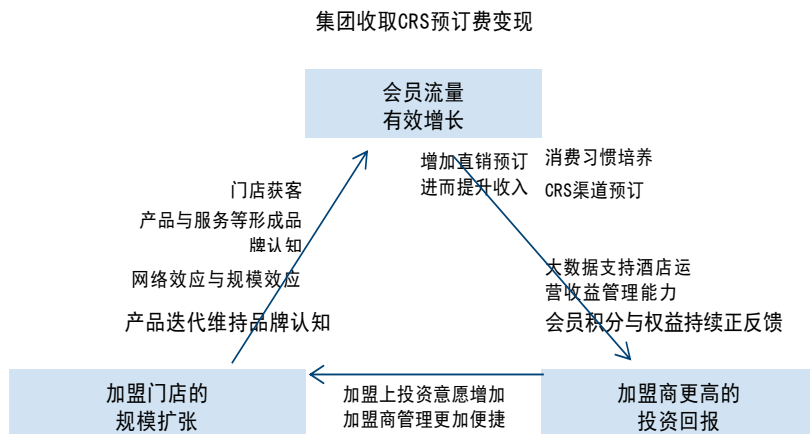 集团收取CRS预订费变现
会员流量
有效增长
增加直销预订
进而提升收入
消费习惯培养
CRS渠道预订
门店获客
产品与服务等形成品
牌认知
网络效应与规模效应
产品迭代维持品牌认知
大数据支持酒店运
营收益管理能力
会员积分与权益持续正反馈
加盟门店的
规模扩张
加盟上投资意愿增加
加盟商管理更加便捷
加盟商更高的
投资回报